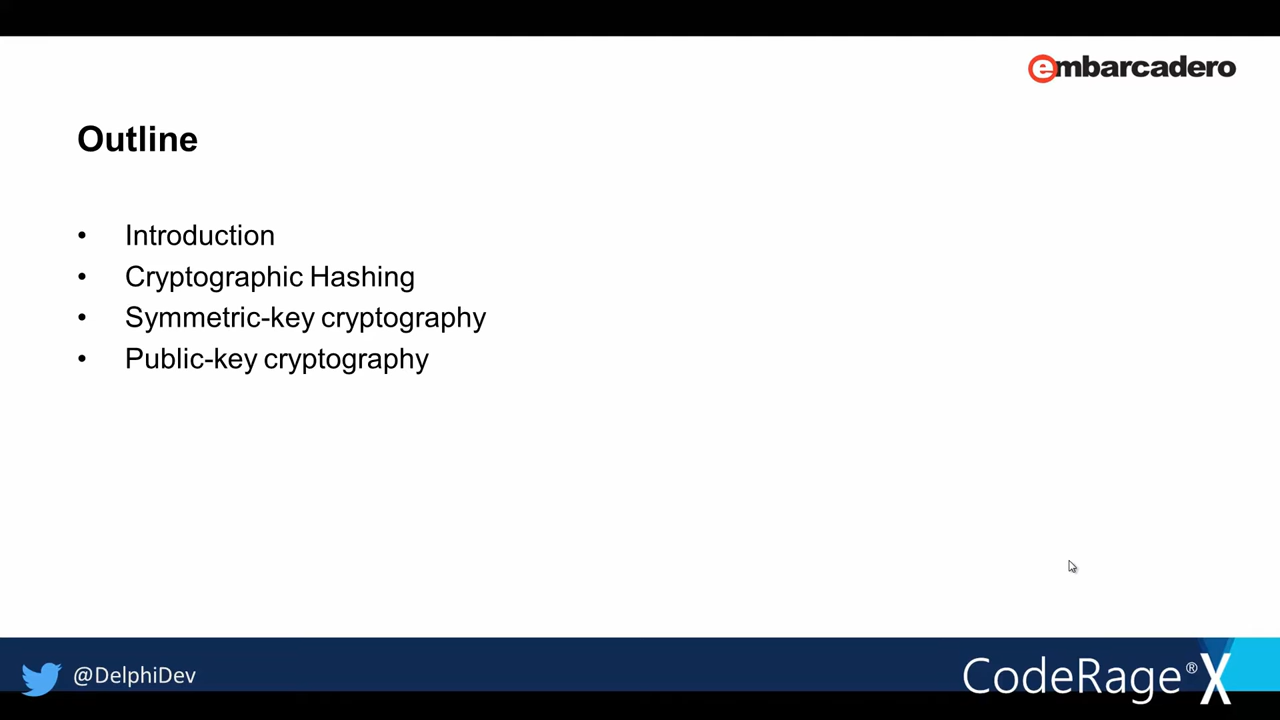 embarcadero
Outline
• Introduction
• Cryptographic Hashing
• Symmetric-key cryptography
• Public-key cryptography
@DelphiDev
CodeRage® X